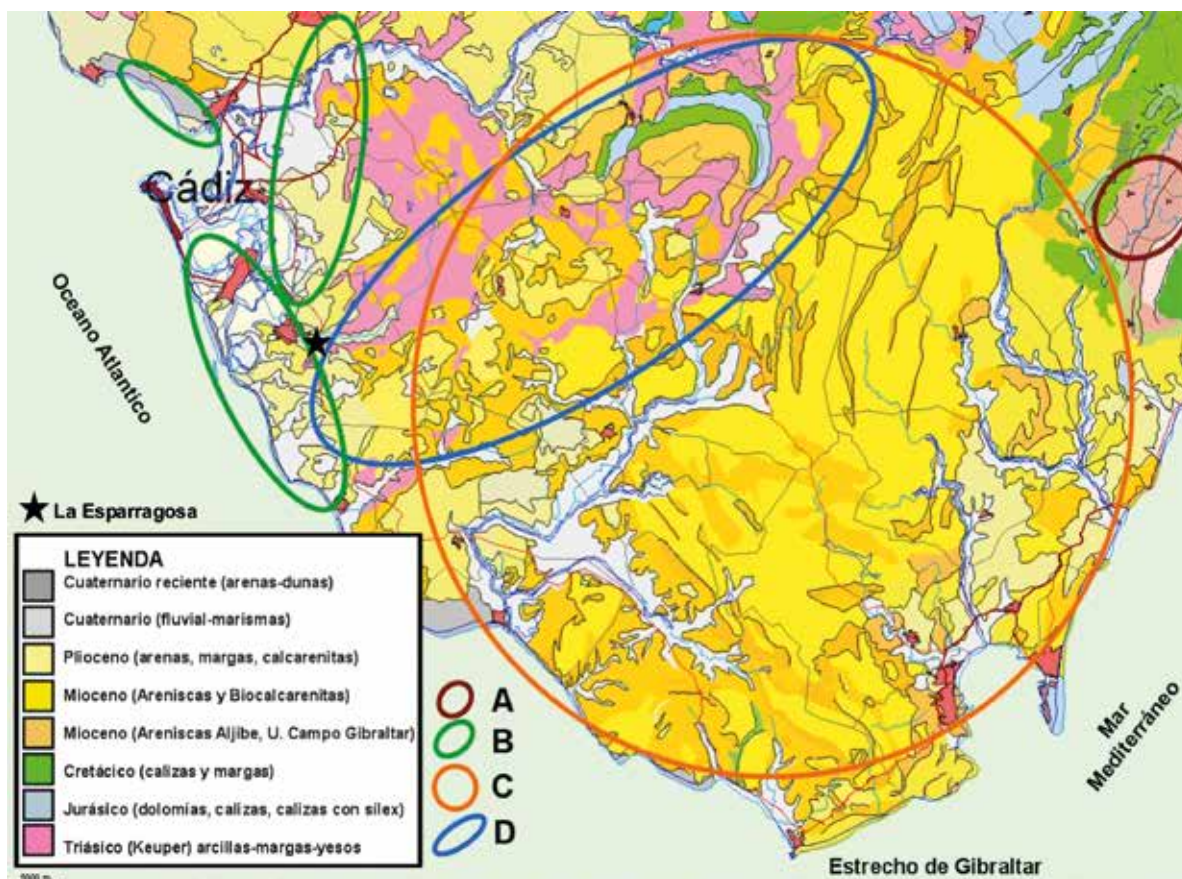 Cádiz
Oceano Atlantico
La Esparragosa
LEYENDA
Cuaternario reciente (arenas-dunas)
Cuaternario (fluvial-marismas)
Plioceno (arenas, margas, calcarenitas)
Mioceno (Areniscas y Biocalcarenitas)
Mioceno (Areniscas Aljibe, U. Campo Gibraltar)
Cretácico (calizas y margas)
Jurásico (dolomías, calizas, calizas con sílex)
Triásico (Keuper) arcillas-margas-yesos
A
B
C
D
Mar
Mediterráneo
Estrecho de Gibraltar